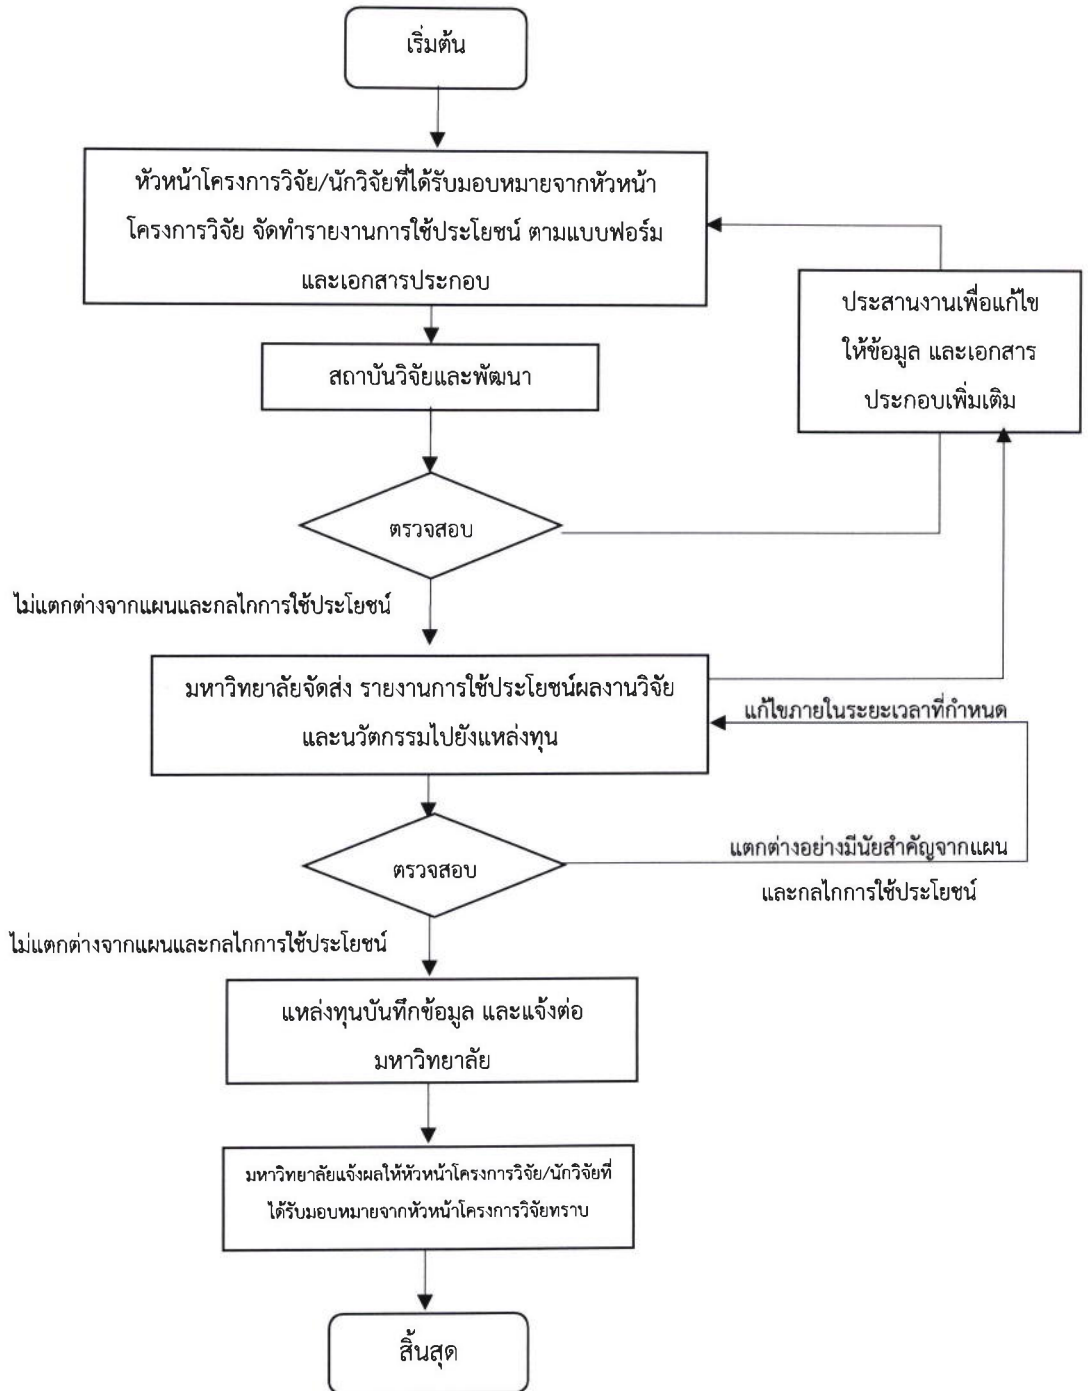 เริ่มต้น
หัวหน้าโครงการวิจัย/นักวิจัยที่ได้รับมอบหมายจากหัวหน้า
โครงการวิจัย จัดทำรายงานการใช้ประโยชน์ ตามแบบฟอร์ม
และเอกสารประกอบ
ประสานงานเพื่อแก้ไข
ให้ข้อมูล และเอกสาร
ประกอบเพิ่มเติม
สถาบันวิจัยและพัฒนา
ตรวจสอบ
ไม่แตกต่างจากแผนและกลไกการใช้ประโยชน์
มหาวิทยาลัยจัดส่ง รายงานการใช้ประโยชน์ผลงานวิจัย
และนวัตกรรมไปยังแหล่งทุน
แก้ไขภายในระยะเวลาที่กำหนด
ตรวจสอบ
แตกต่างอย่างมีนัยสำคัญจากแผน
และกลไกการใช้ประโยชน์
ไม่แตกต่างจากแผนและกลไกการใช้ประโยชน์
แหล่งทุนบันทึกข้อมูล และแจ้งต่อ
มหาวิทยาลัย
มหาวิทยาลัยแจ้งผลให้หัวหน้าโครงการวิจัย/นักวิจัยที่
ได้รับมอบหมายจากหัวหน้าโครงการวิจัยทราบ
สิ้นสุด